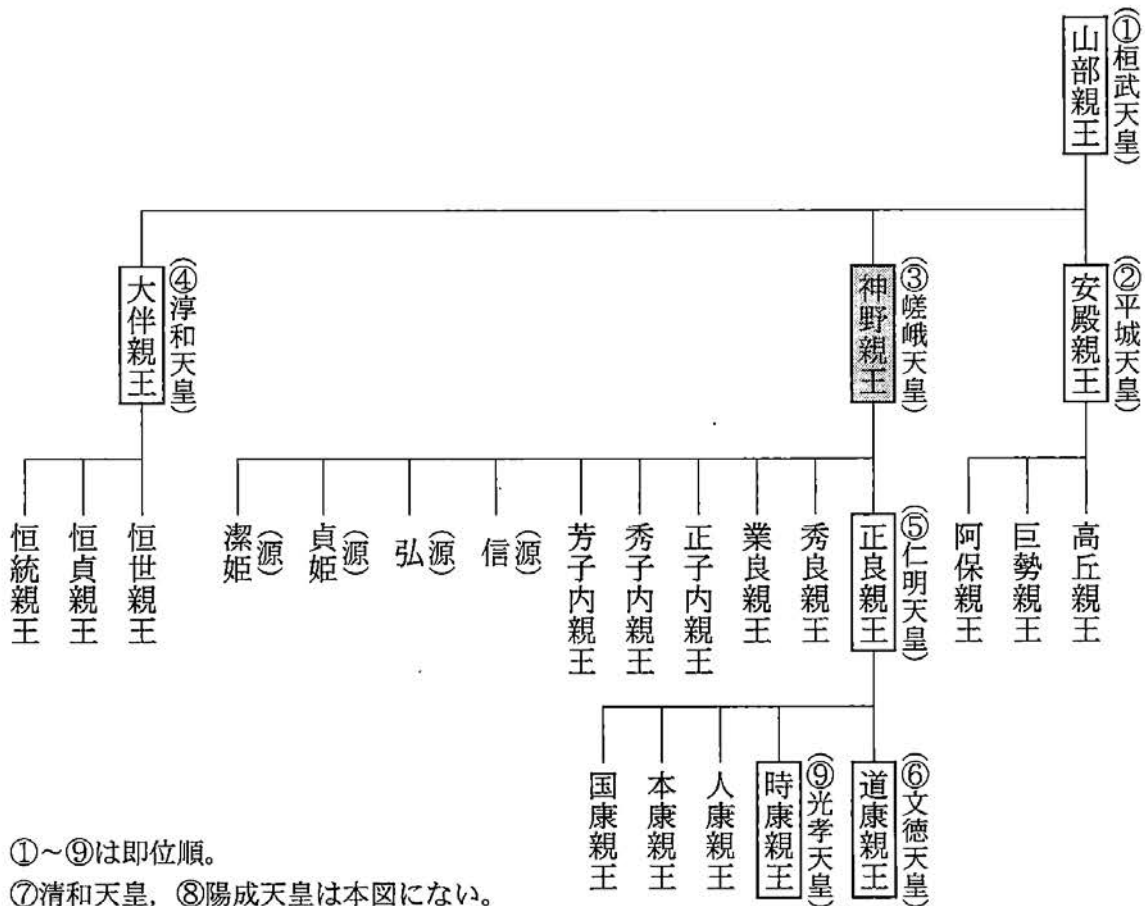 (①桓武天皇)
山部親王
(②平城天皇)
安殿親王
(③嵯峨天皇)
神野親王
(④淳和天皇)
大伴親王
高丘親王
巨勢親王
阿保親王
(⑤仁明天皇)
正良親王
秀良親王
業良親王
正子内親王
秀子内親王
芳子内親王
(源)
信
(源)
弘
(源)
貞姫
(源)
潔姫
恒世親王
恒貞親王
恒統親王
(⑥文徳天皇)
道康親王
(⑨光孝天皇)
時康親王
人康親王
本康親王
国康親王
①～⑨は即位順。
⑦清和天皇，⑧陽成天皇は本図にない。